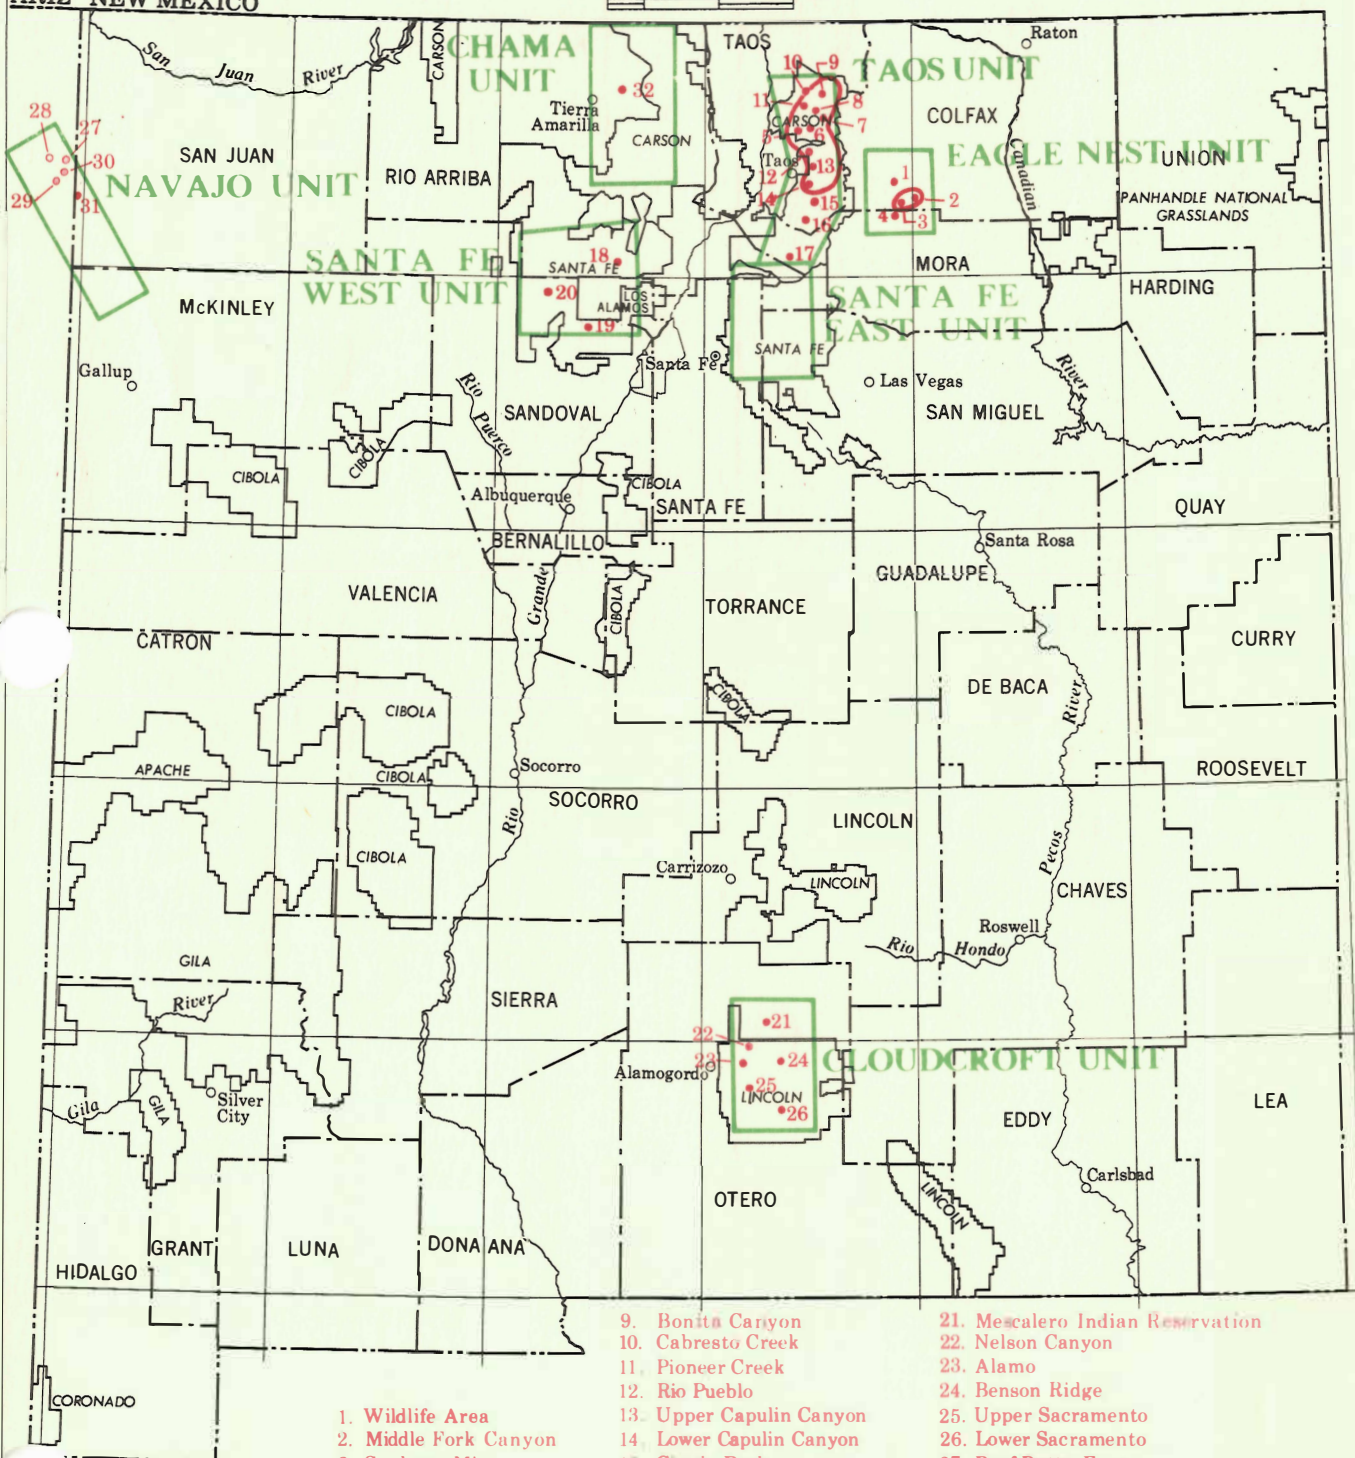 NEW MEXICO
CHAMA
UNIT
TAOS
Raton
San Juan River
CARSON
32
Tierra
Amarilla
CARSON
10
9
TAOS UNIT
11
8
CARSON
7
5
6
COLFAX
28
27
30
29
31
SAN JUAN
NAVAJO UNIT
RIO ARRIBA
Taos
12
13
14
15
16
17
Canadian
EAGLE NEST UNIT
UNION
1
2
4
3
PANHANDLE NATIONAL
GRASSLANDS
SANTA FE
WEST UNIT
18
SANTA FE
20
LOS
ALAMOS
19
MORA
SANTA FE
EAST UNIT
HARDING
McKINLEY
SANTA FE
Gallup
Santa Fe
Las Vegas
River
Rio Puerco
SANDOVAL
SAN MIGUEL
CIBOLA
CIBOLA
CIBOLA
Albuquerque
SANTA FE
QUAY
BERNALILLO
Santa Rosa
VALENCIA
Grande
CIBOLA
TORRANCE
GUADALUPE
CATRON
CURRY
CIBOLA
CIBOLA
DE BACA
River
APACHE
CIBOLA
Socorro
SOCORRO
ROOSEVELT
Rio
LINCOLN
CIBOLA
Carrizozo
LINCOLN
Pecos
CHAVES
Roswell
Rio Hondo
GILA
River
SIERRA
21
22
23
24
Alamogordo
CLOUDCROFT UNIT
25
LINCOLN
26
Gila
GILA
Silver
City
EDDY
LEA
Carlsbad
OTERO
LINCOLN
GRANT
LUNA
DONA ANA
HIDALGO
CORONADO
1. Wildlife Area
2. Middle Fork Canyon
9. Bonita Canyon
10. Cabresto Creek
11. Pioneer Creek
12. Rio Pueblo
13. Upper Capulin Canyon
14. Lower Capulin Canyon
21. Mescalero Indian Reservation
22. Nelson Canyon
23. Alamo
24. Benson Ridge
25. Upper Sacramento
26. Lower Sacramento